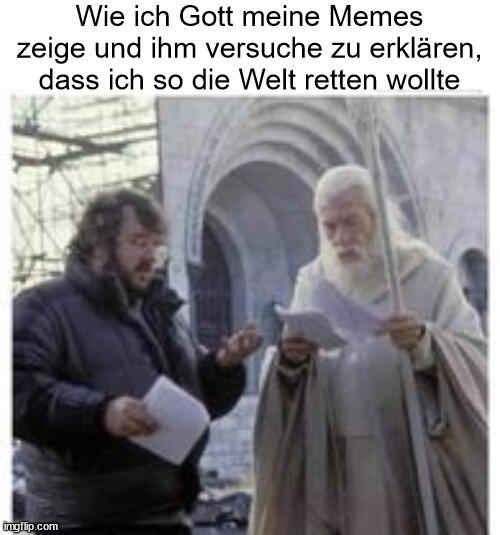 Wie ich Gott meine Memes
zeige und ihm versuche zu erklären,
dass ich so die Welt retten wollte
imgflip.com